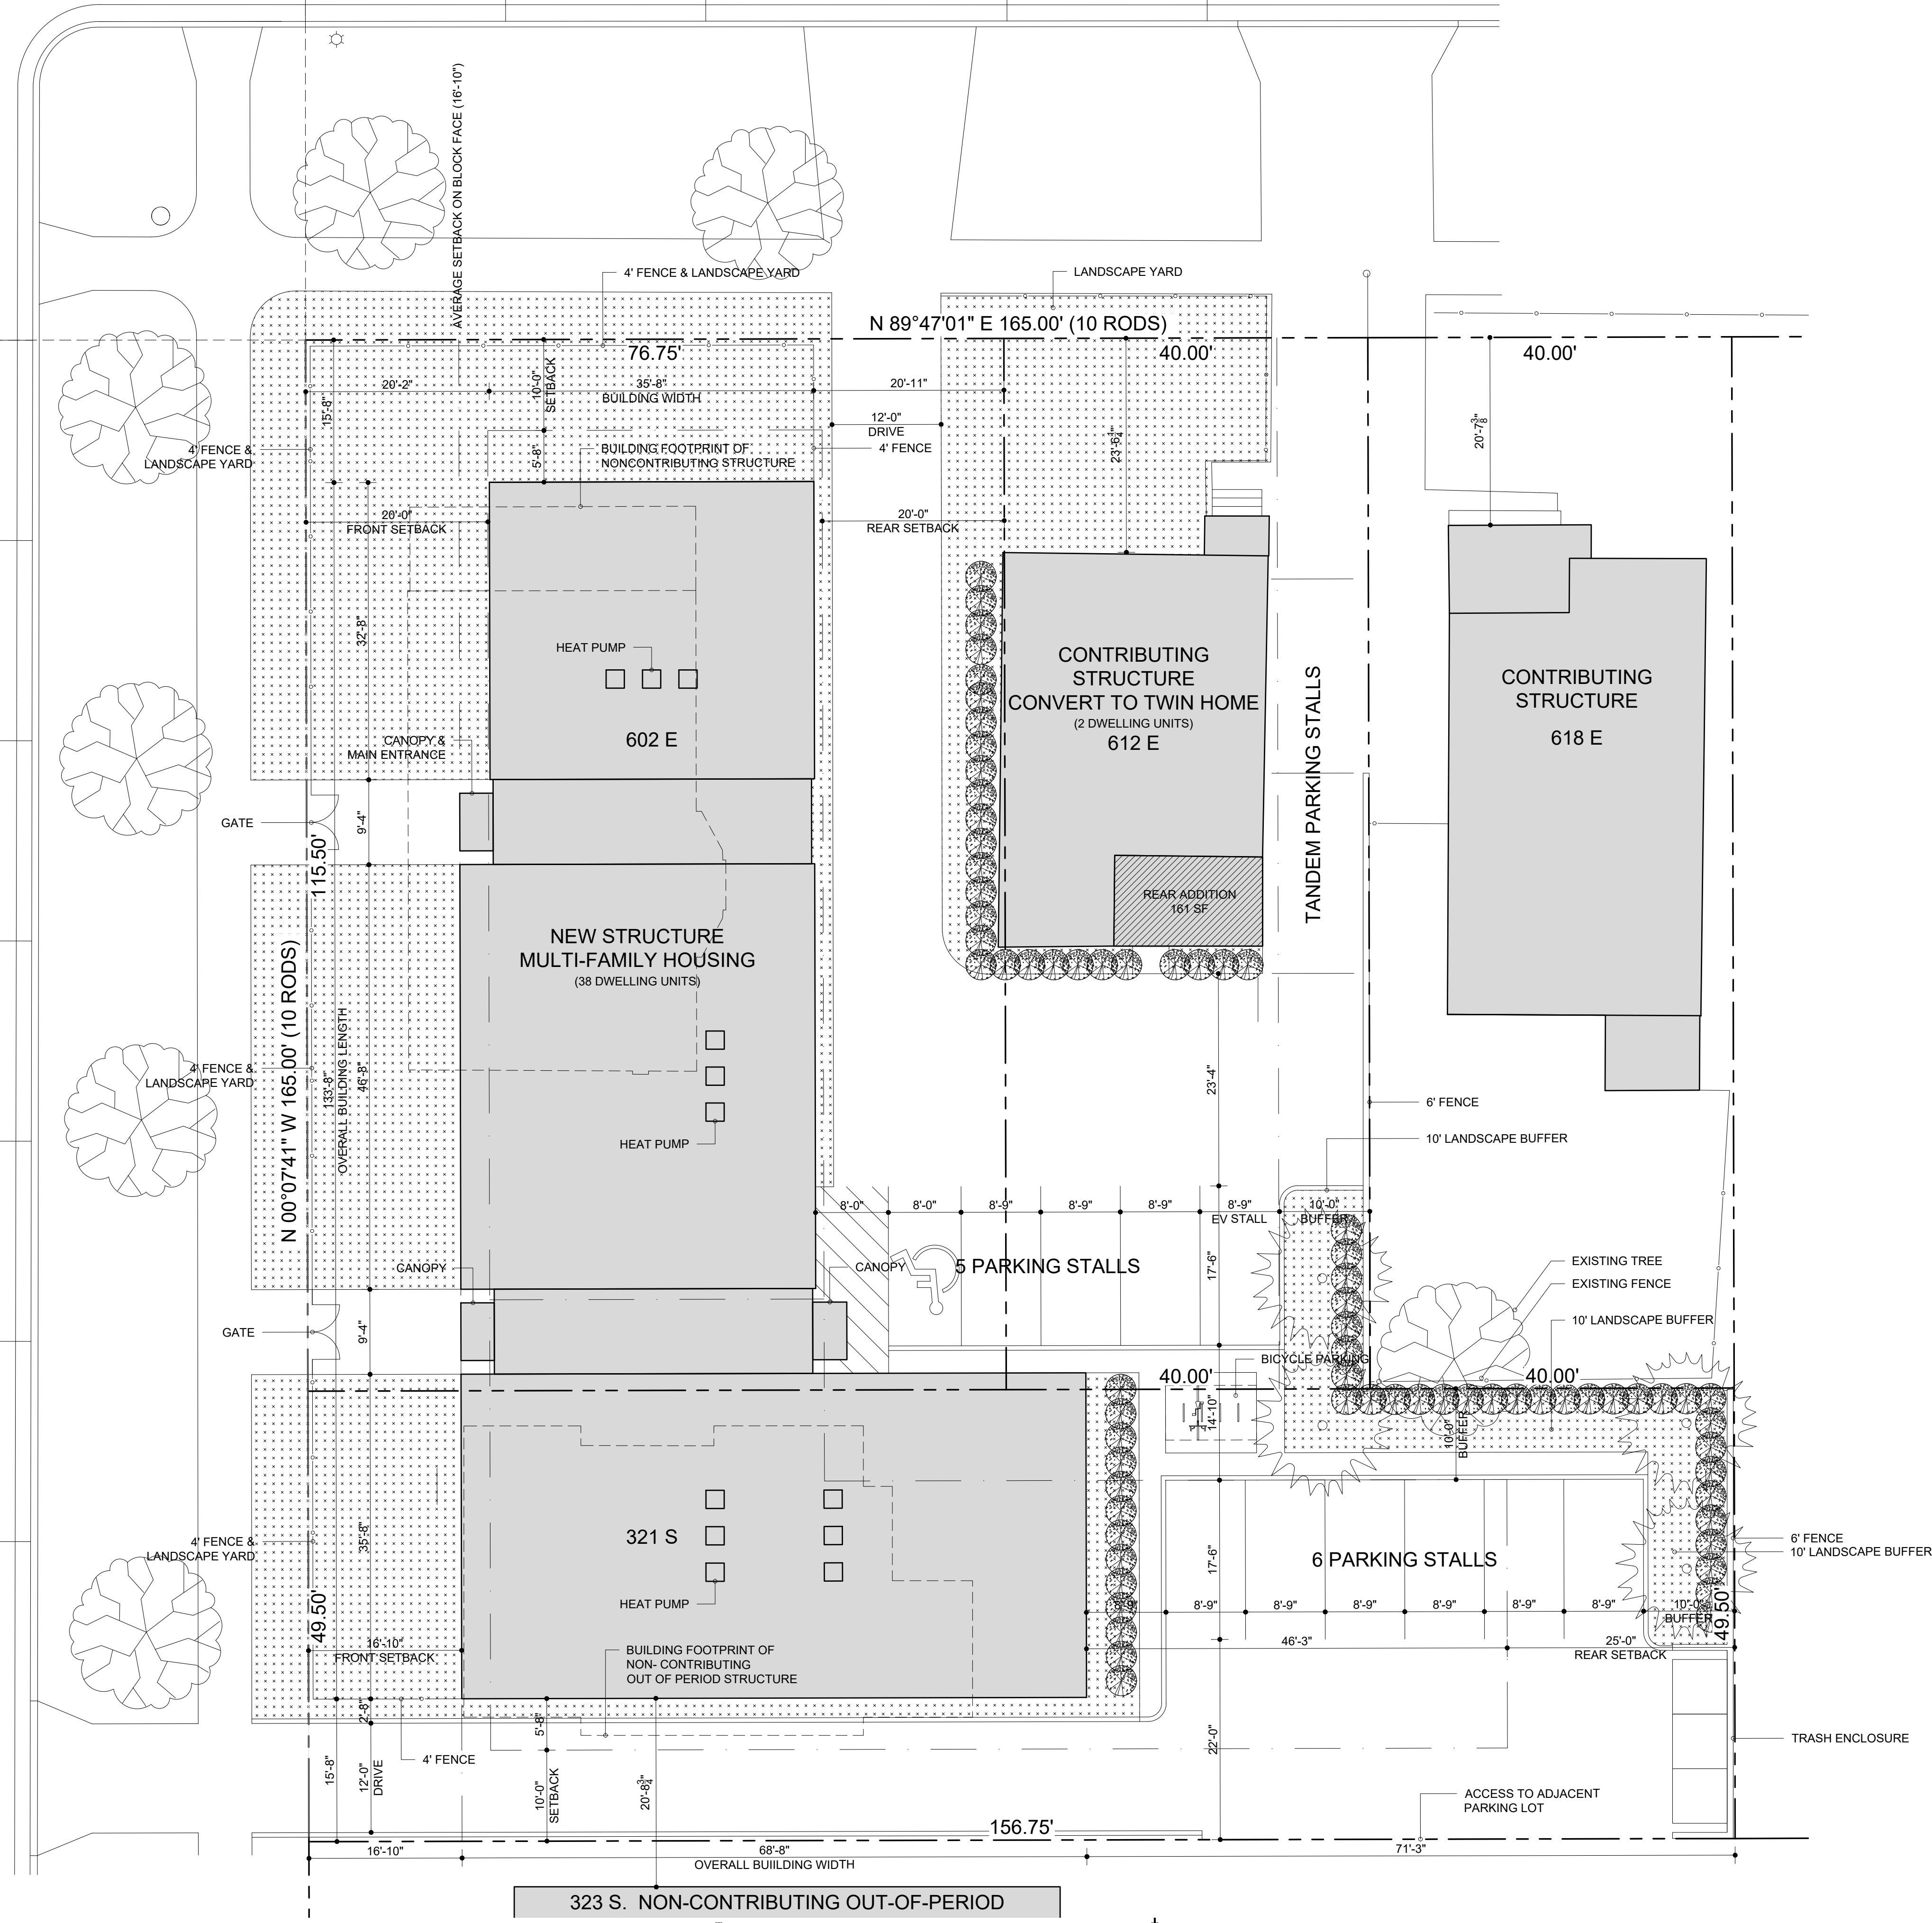 AVERAGE SETBACK ON BLOCK FACE (16'-10")
4' FENCE & LANDSCAPE YARD
LANDSCAPE YARD
N 89°47'01" E 165.00' (10 RODS)
76.75'
40.00'
40.00'
20'-2"
10'-0"
SETBACK
35'-8"
BUILDING WIDTH
20'-11"
15'-8"
12'-0"
DRIVE
23'-6 1/4"
20'-7 3/8"
4' FENCE &
LANDSCAPE YARD
5'-8"
BUILDING FOOTPRINT OF
NONCONTRIBUTING STRUCTURE
4' FENCE
20'-0"
FRONT SETBACK
20'-0"
REAR SETBACK
32'-8"
HEAT PUMP
602 E
CONTRIBUTING
STRUCTURE
CONVERT TO TWIN HOME
(2 DWELLING UNITS)
612 E
TANDEM PARKING STALLS
CONTRIBUTING
STRUCTURE
618 E
CANOPY &
MAIN ENTRANCE
GATE
9'-4"
115.50'
REAR ADDITION
161 SF
NEW STRUCTURE
MULTI-FAMILY HOUSING
(38 DWELLING UNITS)
N 00°07'41" W 165.00' (10 RODS)
4' FENCE &
LANDSCAPE YARD
133'-8"
OVERALL BUILDING LENGTH
46'-8"
23'-4"
6' FENCE
HEAT PUMP
10' LANDSCAPE BUFFER
8'-0"
8'-0"
8'-9"
8'-9"
8'-9"
8'-9"
EV STALL
10'-0"
BUFFER
CANOPY
CANOPY
5 PARKING STALLS
17'-6"
EXISTING TREE
EXISTING FENCE
10' LANDSCAPE BUFFER
GATE
9'-4"
BICYCLE PARKING
40.00'
40.00'
14'-10"
10'-0"
BUFFER
4' FENCE &
LANDSCAPE YARD
35'-8"
321 S
17'-6"
6 PARKING STALLS
6' FENCE
10' LANDSCAPE BUFFER
HEAT PUMP
49.50'
8'-9"
8'-9"
8'-9"
8'-9"
8'-9"
8'-9"
8'-9"
10'-0"
BUFFER
49.50'
16'-10"
FRONT SETBACK
BUILDING FOOTPRINT OF
NON- CONTRIBUTING
OUT OF PERIOD STRUCTURE
46'-3"
25'-0"
REAR SETBACK
2'-8"
5'-8"
22'-0"
TRASH ENCLOSURE
4' FENCE
15'-8"
12'-0"
DRIVE
10'-0"
SETBACK
20'-8 3/4"
ACCESS TO ADJACENT
PARKING LOT
156.75'
16'-10"
68'-8"
OVERALL BUIILDING WIDTH
71'-3"
323 S. NON-CONTRIBUTING OUT-OF-PERIOD